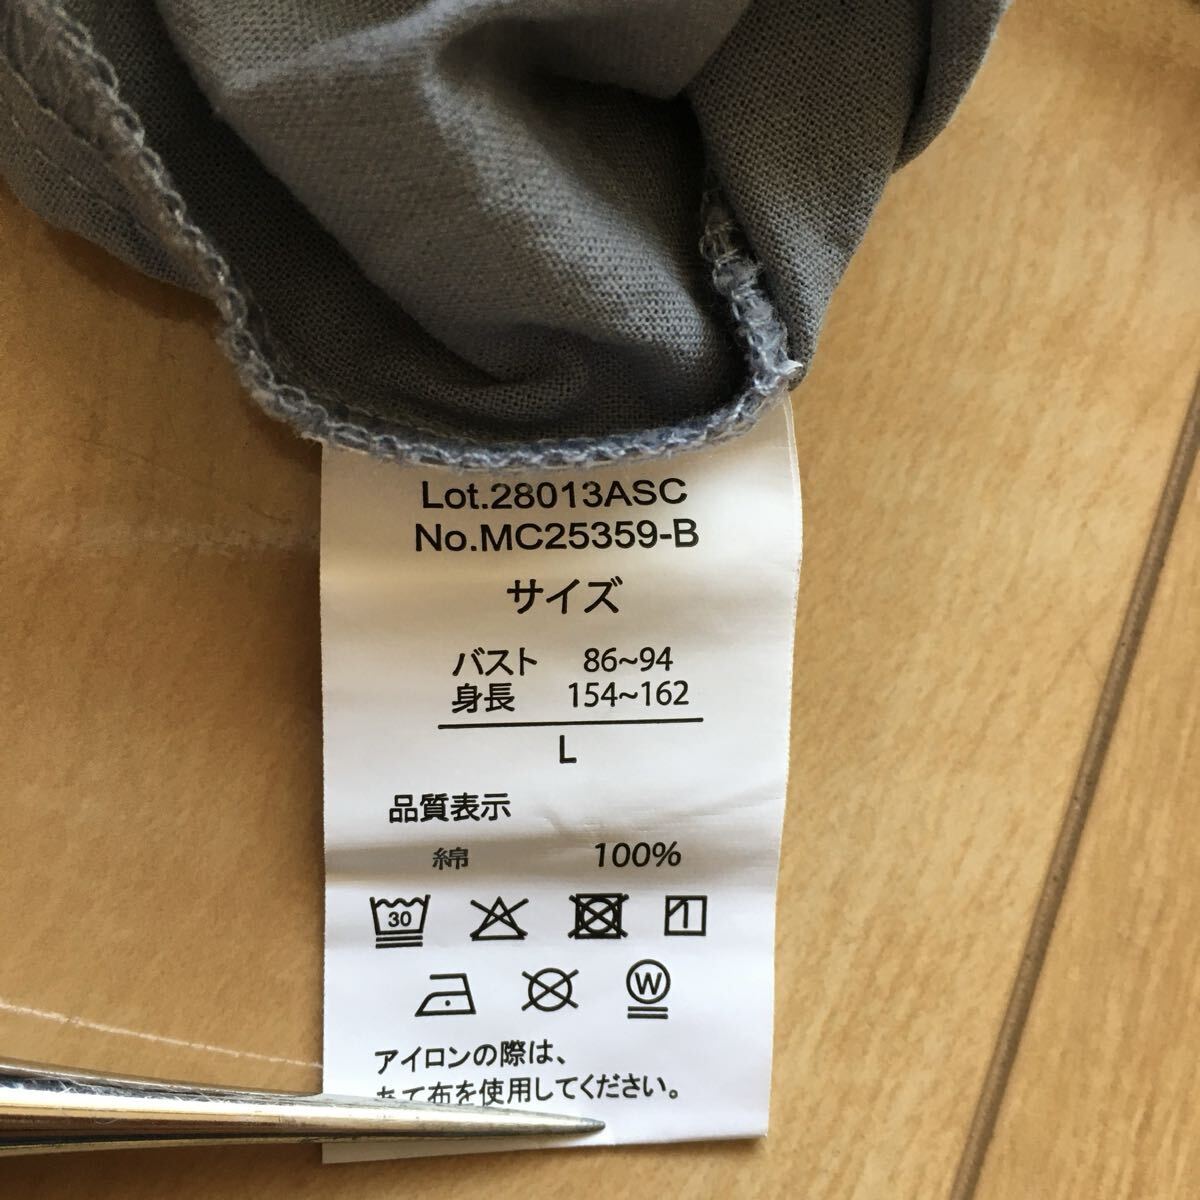 Lot.28013ASC
No.MC25359-B
サイズ
バスト 86~94
身長 154~162
L
品質表示
綿 100%
30
W
アイロンの際は、
あて布を使用してください。